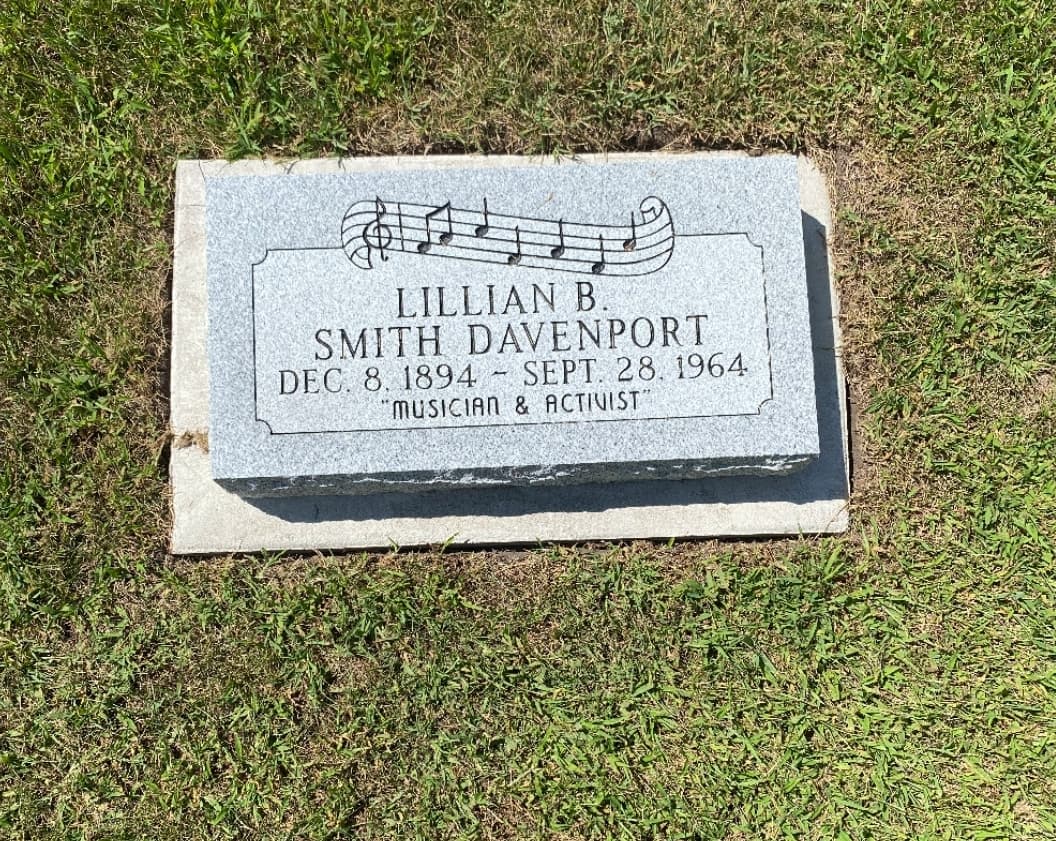 LILLIAN B.
SMITH DAVENPORT
DEC. 8, 1894 - SEPT. 28, 1964
"MUSICIAN & ACTIVIST"